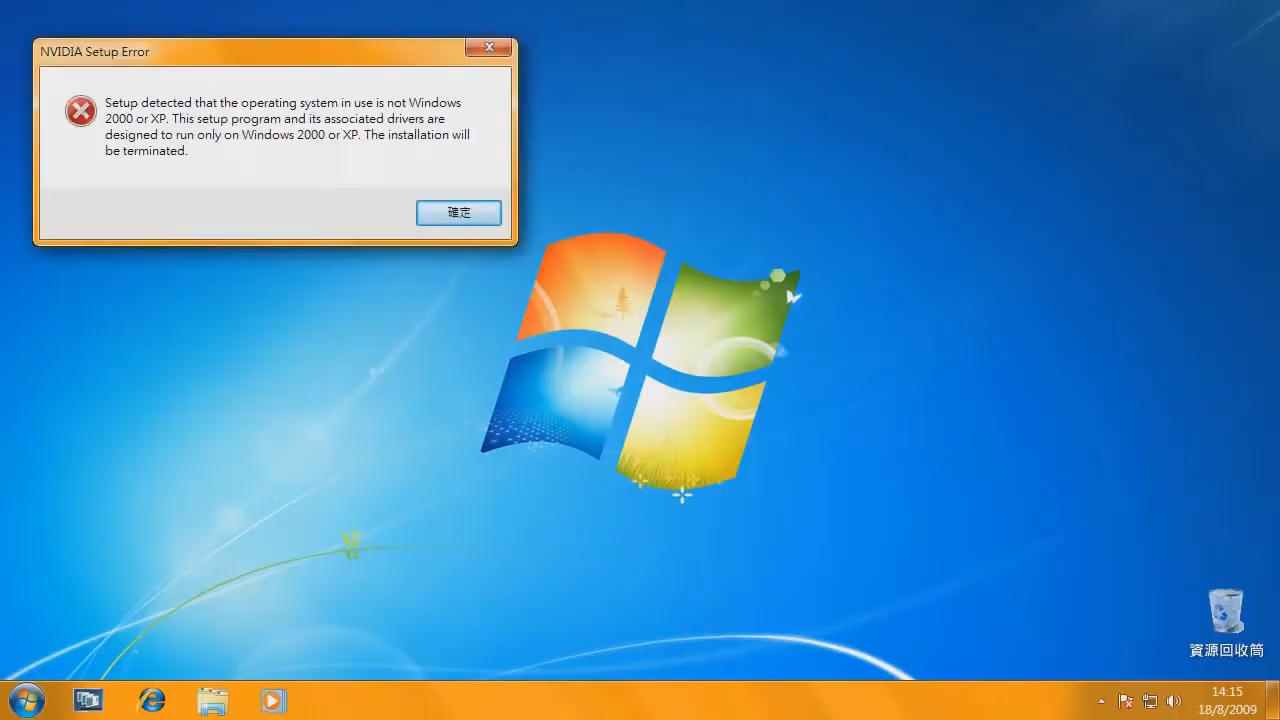 NVIDIA Setup Error
Setup detected that the operating system in use is not Windows
2000 or XP. This setup program and its associated drivers are
designed to run only on Windows 2000 or XP. The installation will
be terminated.
確定
資源回收筒
14:15
18/8/2009